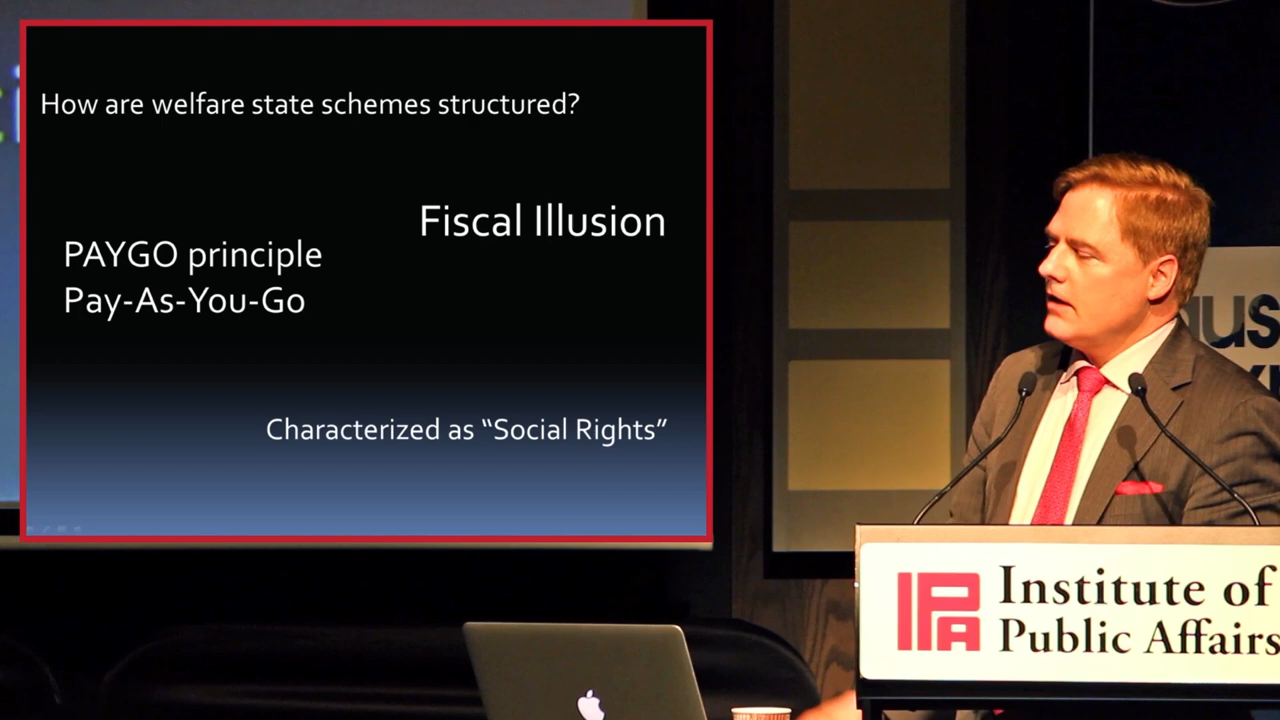 How are welfare state schemes structured?
Fiscal Illusion
PAYGO principle
Pay-As-You-Go
Characterized as “Social Rights”
IPA
Institute of
Public Affairs